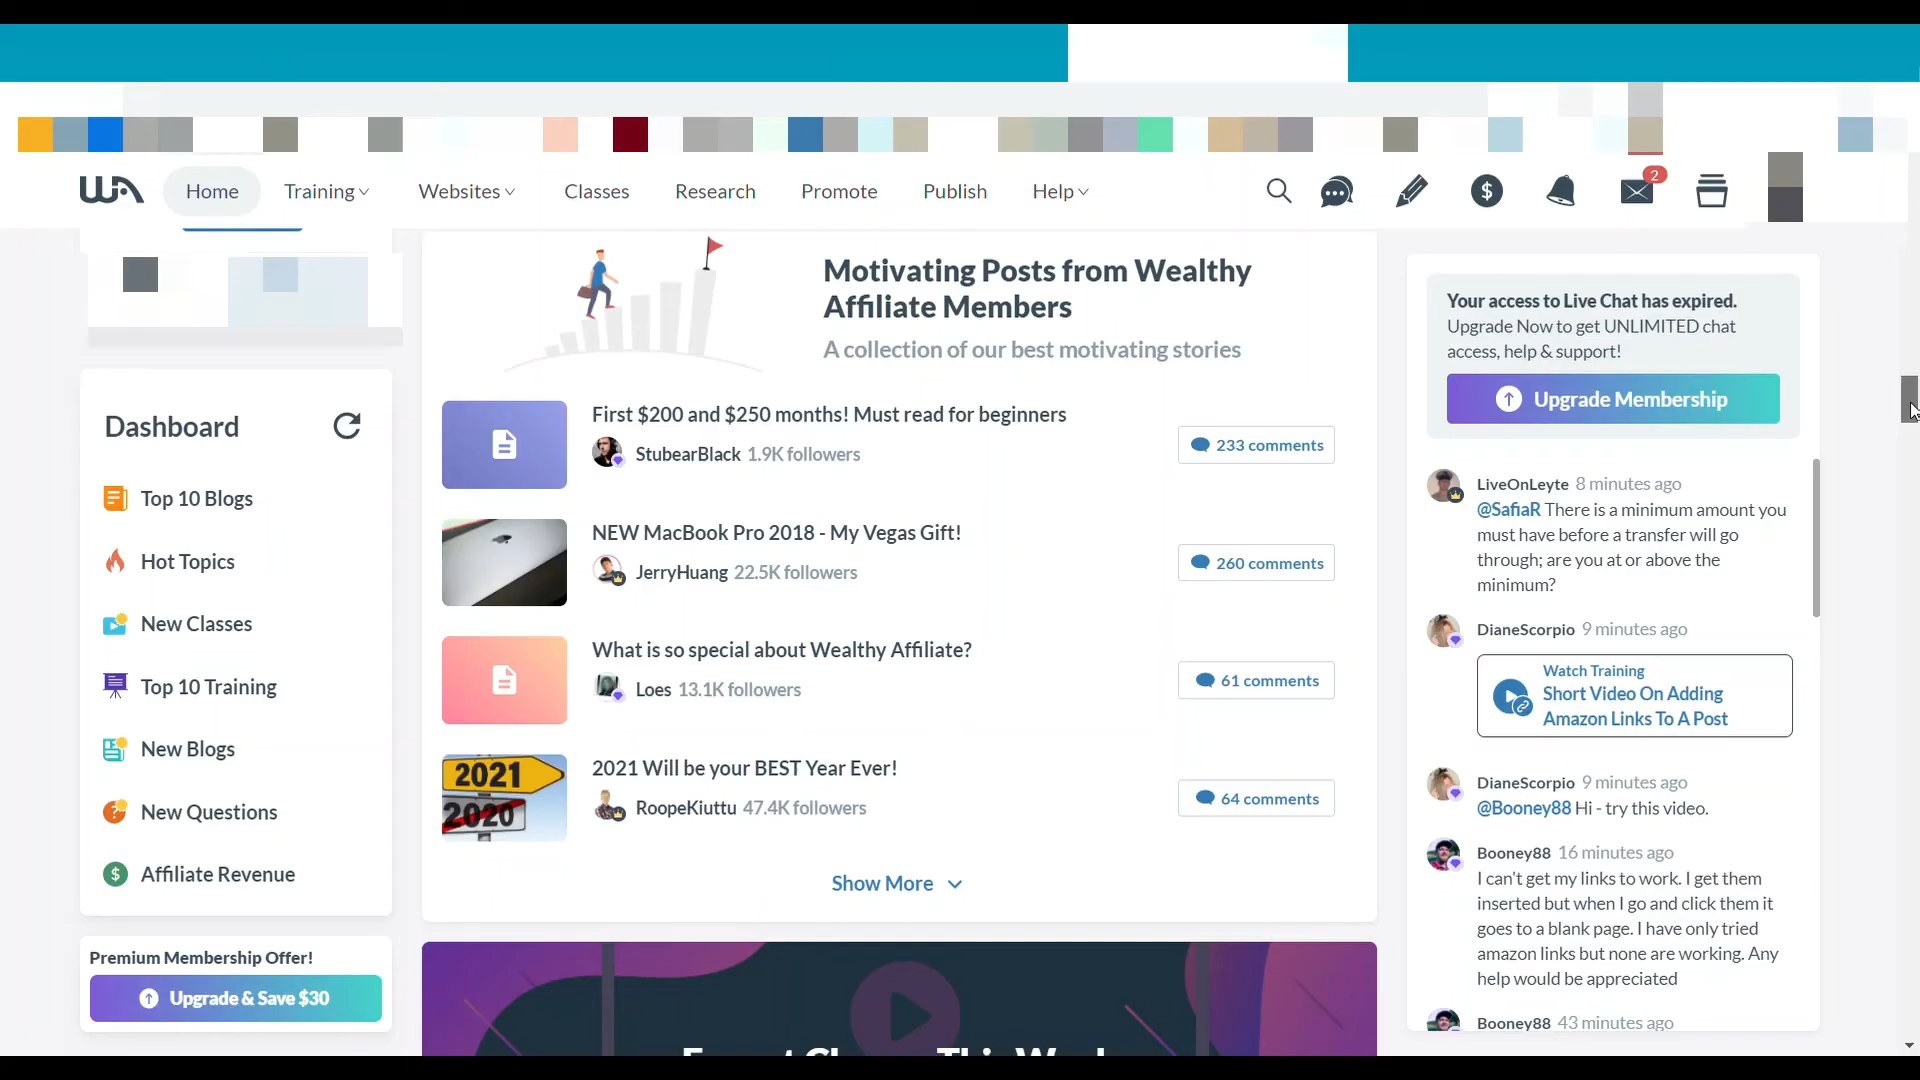 WA
Home
Training
Websites
Classes
Research
Promote
Publish
Help
2
Dashboard
Top 10 Blogs
Hot Topics
New Classes
Top 10 Training
New Blogs
New Questions
Affiliate Revenue
Premium Membership Offer!
Upgrade & Save $30
Motivating Posts from Wealthy
Affiliate Members
A collection of our best motivating stories
First $200 and $250 months! Must read for beginners
StubearBlack 1.9K followers
233 comments
NEW MacBook Pro 2018 - My Vegas Gift!
JerryHuang 22.5K followers
260 comments
What is so special about Wealthy Affiliate?
Loes 13.1K followers
61 comments
2021
2020
2021 Will be your BEST Year Ever!
RoopeKiuttu 47.4K followers
64 comments
Show More
Your access to Live Chat has expired.
Upgrade Now to get UNLIMITED chat
access, help & support!
Upgrade Membership
LiveOnLeyte 8 minutes ago
@SafiaR There is a minimum amount you
must have before a transfer will go
through; are you at or above the
minimum?
DianeScorpio 9 minutes ago
Watch Training
Short Video On Adding
Amazon Links To A Post
DianeScorpio 9 minutes ago
@Booney88 Hi - try this video.
Booney88 16 minutes ago
I can't get my links to work. I get them
inserted but when I go and click them it
goes to a blank page. I have only tried
amazon links but none are working. Any
help would be appreciated
Booney88 43 minutes ago